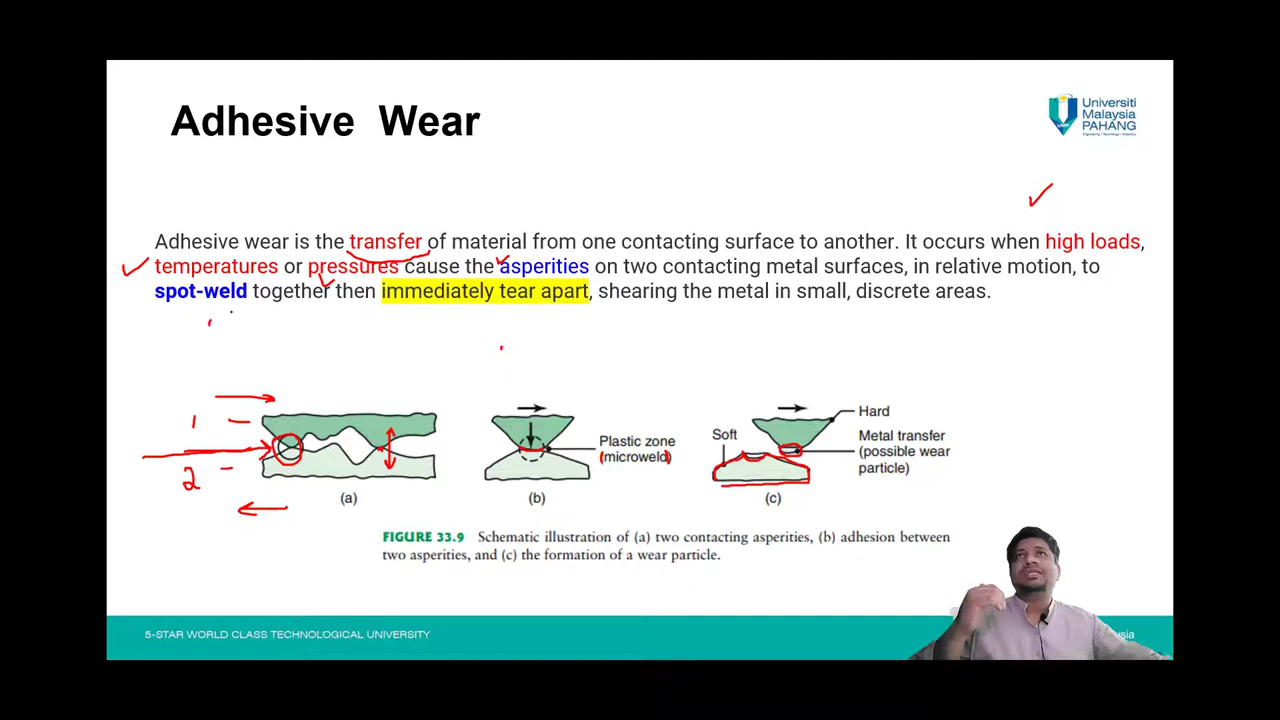 Adhesive Wear
Universiti
Malaysia
PAHANG
Adhesive wear is the transfer of material from one contacting surface to another. It occurs when high loads,
temperatures or pressures cause the asperities on two contacting metal surfaces, in relative motion, to
spot-weld together then immediately tear apart, shearing the metal in small, discrete areas.
1
2
(a)
Plastic zone
(microweld)
(b)
Soft
Hard
Metal transfer
(possible wear
particle)
(c)
FIGURE 33.9 Schematic illustration of (a) two contacting asperities, (b) adhesion between
two asperities, and (c) the formation of a wear particle.
5-STAR WORLD CLASS TECHNOLOGICAL UNIVERSITY